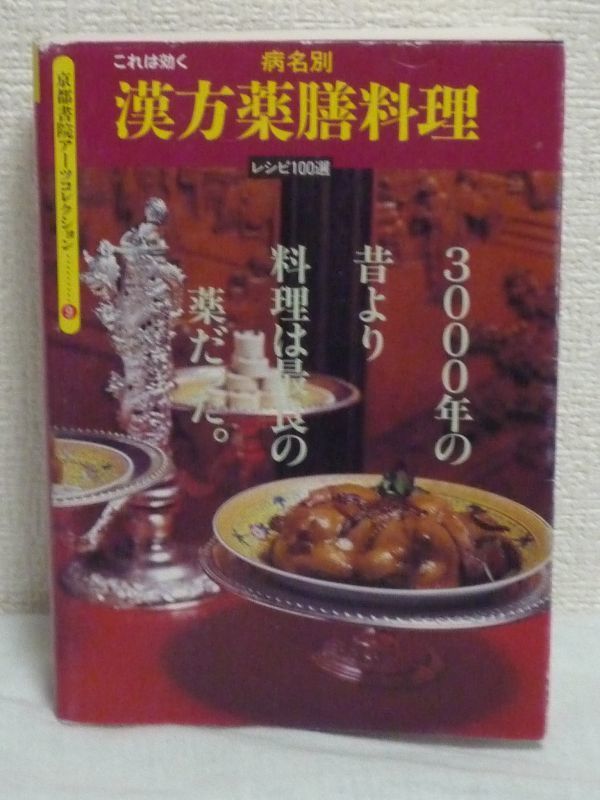 これは効く
病名別
漢方薬膳料理
レシピ100選
京都書院アーツコレクション…………9
3000年の
昔より
料理は最良の
薬だった。